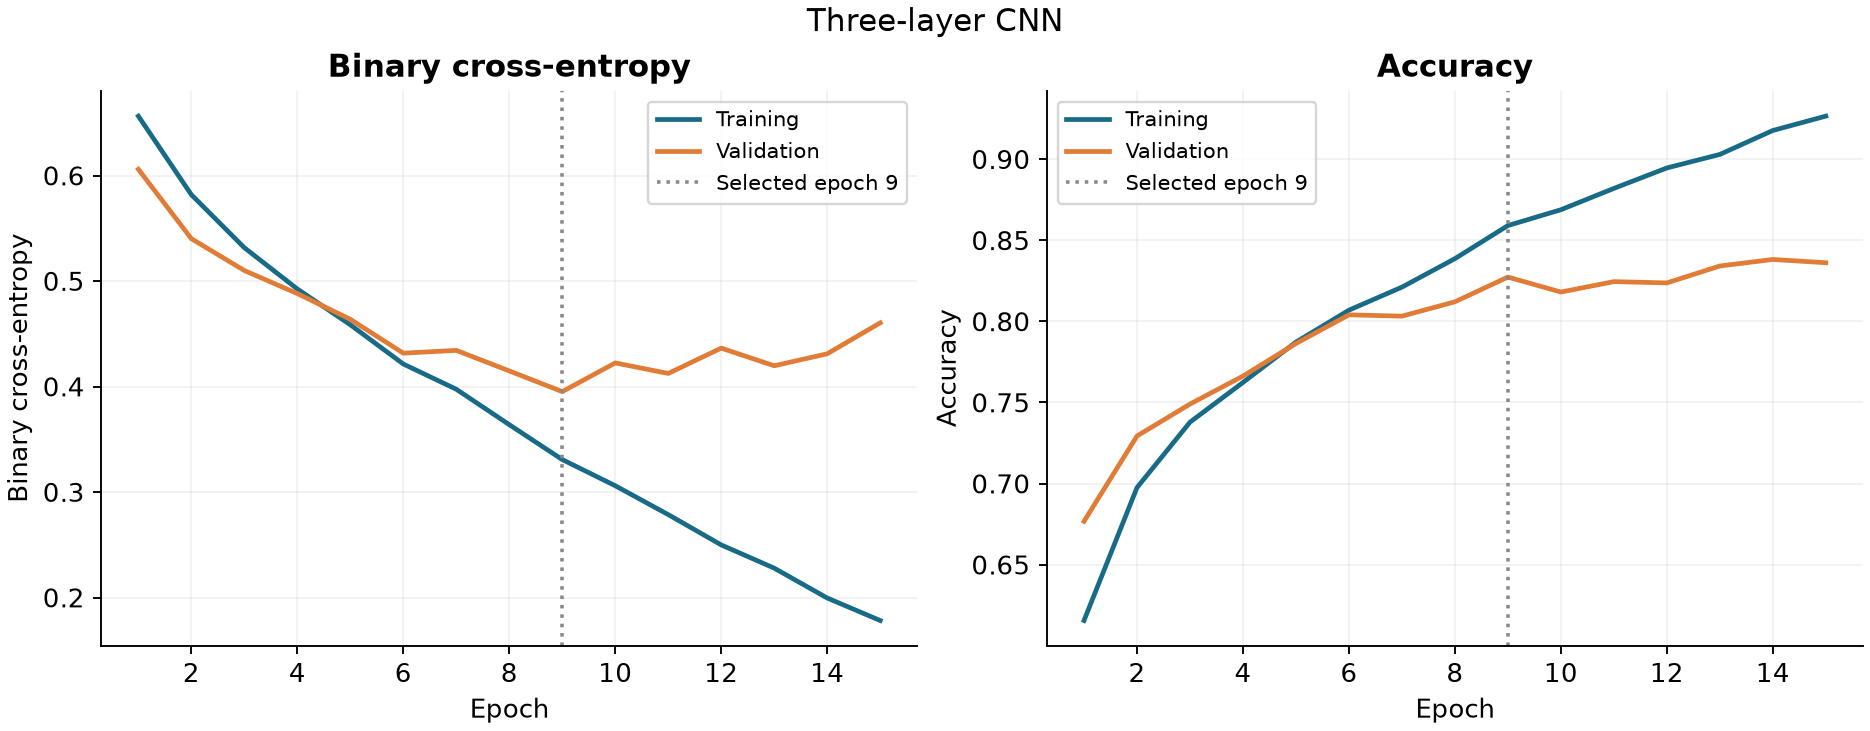 Three-layer CNN
Binary cross-entropy
Binary cross-entropy
0.6
0.5
0.4
0.3
0.2
Training
Validation
Selected epoch 9
2 4 6 8 10 12 14
Epoch
Accuracy
Accuracy
0.90
0.85
0.80
0.75
0.70
0.65
Training
Validation
Selected epoch 9
2 4 6 8 10 12 14
Epoch